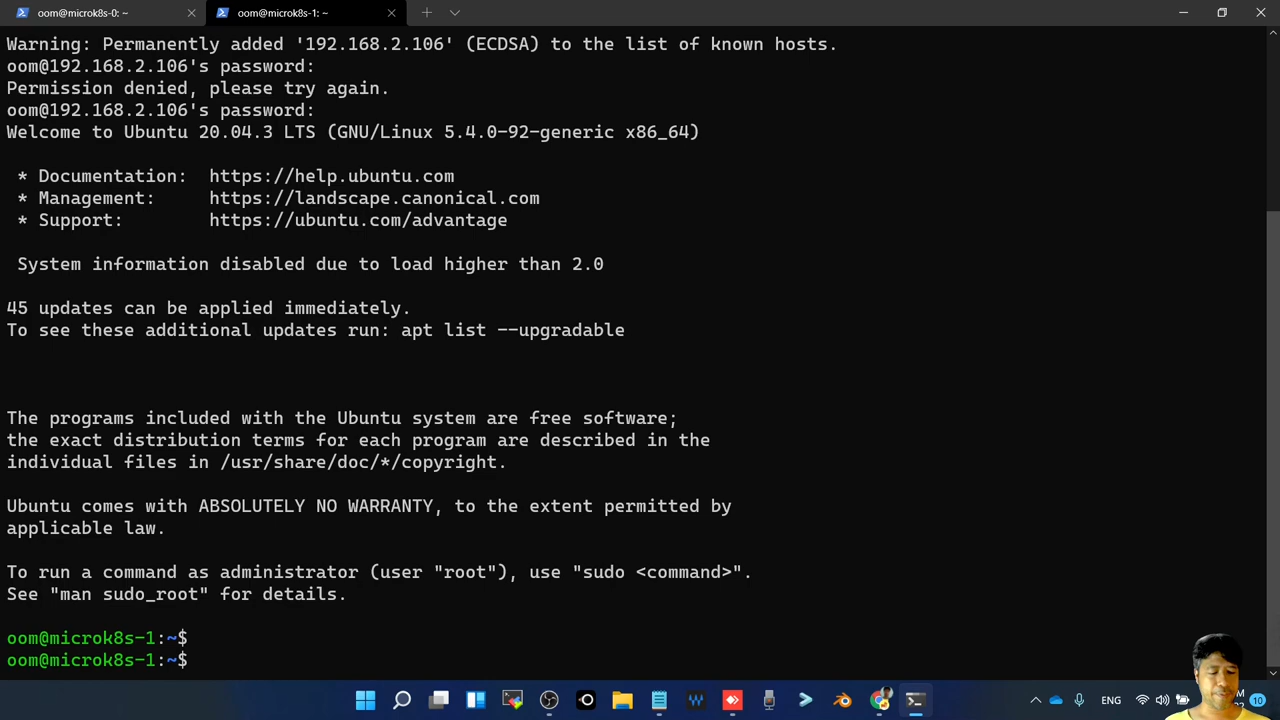 oom@microk8s-0: ~
oom@microk8s-1: ~
Warning: Permanently added '192.168.2.106' (ECDSA) to the list of known hosts.
oom@192.168.2.106's password:
Permission denied, please try again.
oom@192.168.2.106's password:
Welcome to Ubuntu 20.04.3 LTS (GNU/Linux 5.4.0-92-generic x86_64)
* Documentation: https://help.ubuntu.com
* Management: https://landscape.canonical.com
* Support: https://ubuntu.com/advantage
System information disabled due to load higher than 2.0
45 updates can be applied immediately.
To see these additional updates run: apt list --upgradable
The programs included with the Ubuntu system are free software;
the exact distribution terms for each program are described in the
individual files in /usr/share/doc/*/copyright.
Ubuntu comes with ABSOLUTELY NO WARRANTY, to the extent permitted by
applicable law.
To run a command as administrator (user "root"), use "sudo <command>".
See "man sudo_root" for details.
oom@microk8s-1:~$
oom@microk8s-1:~$
ENG
10